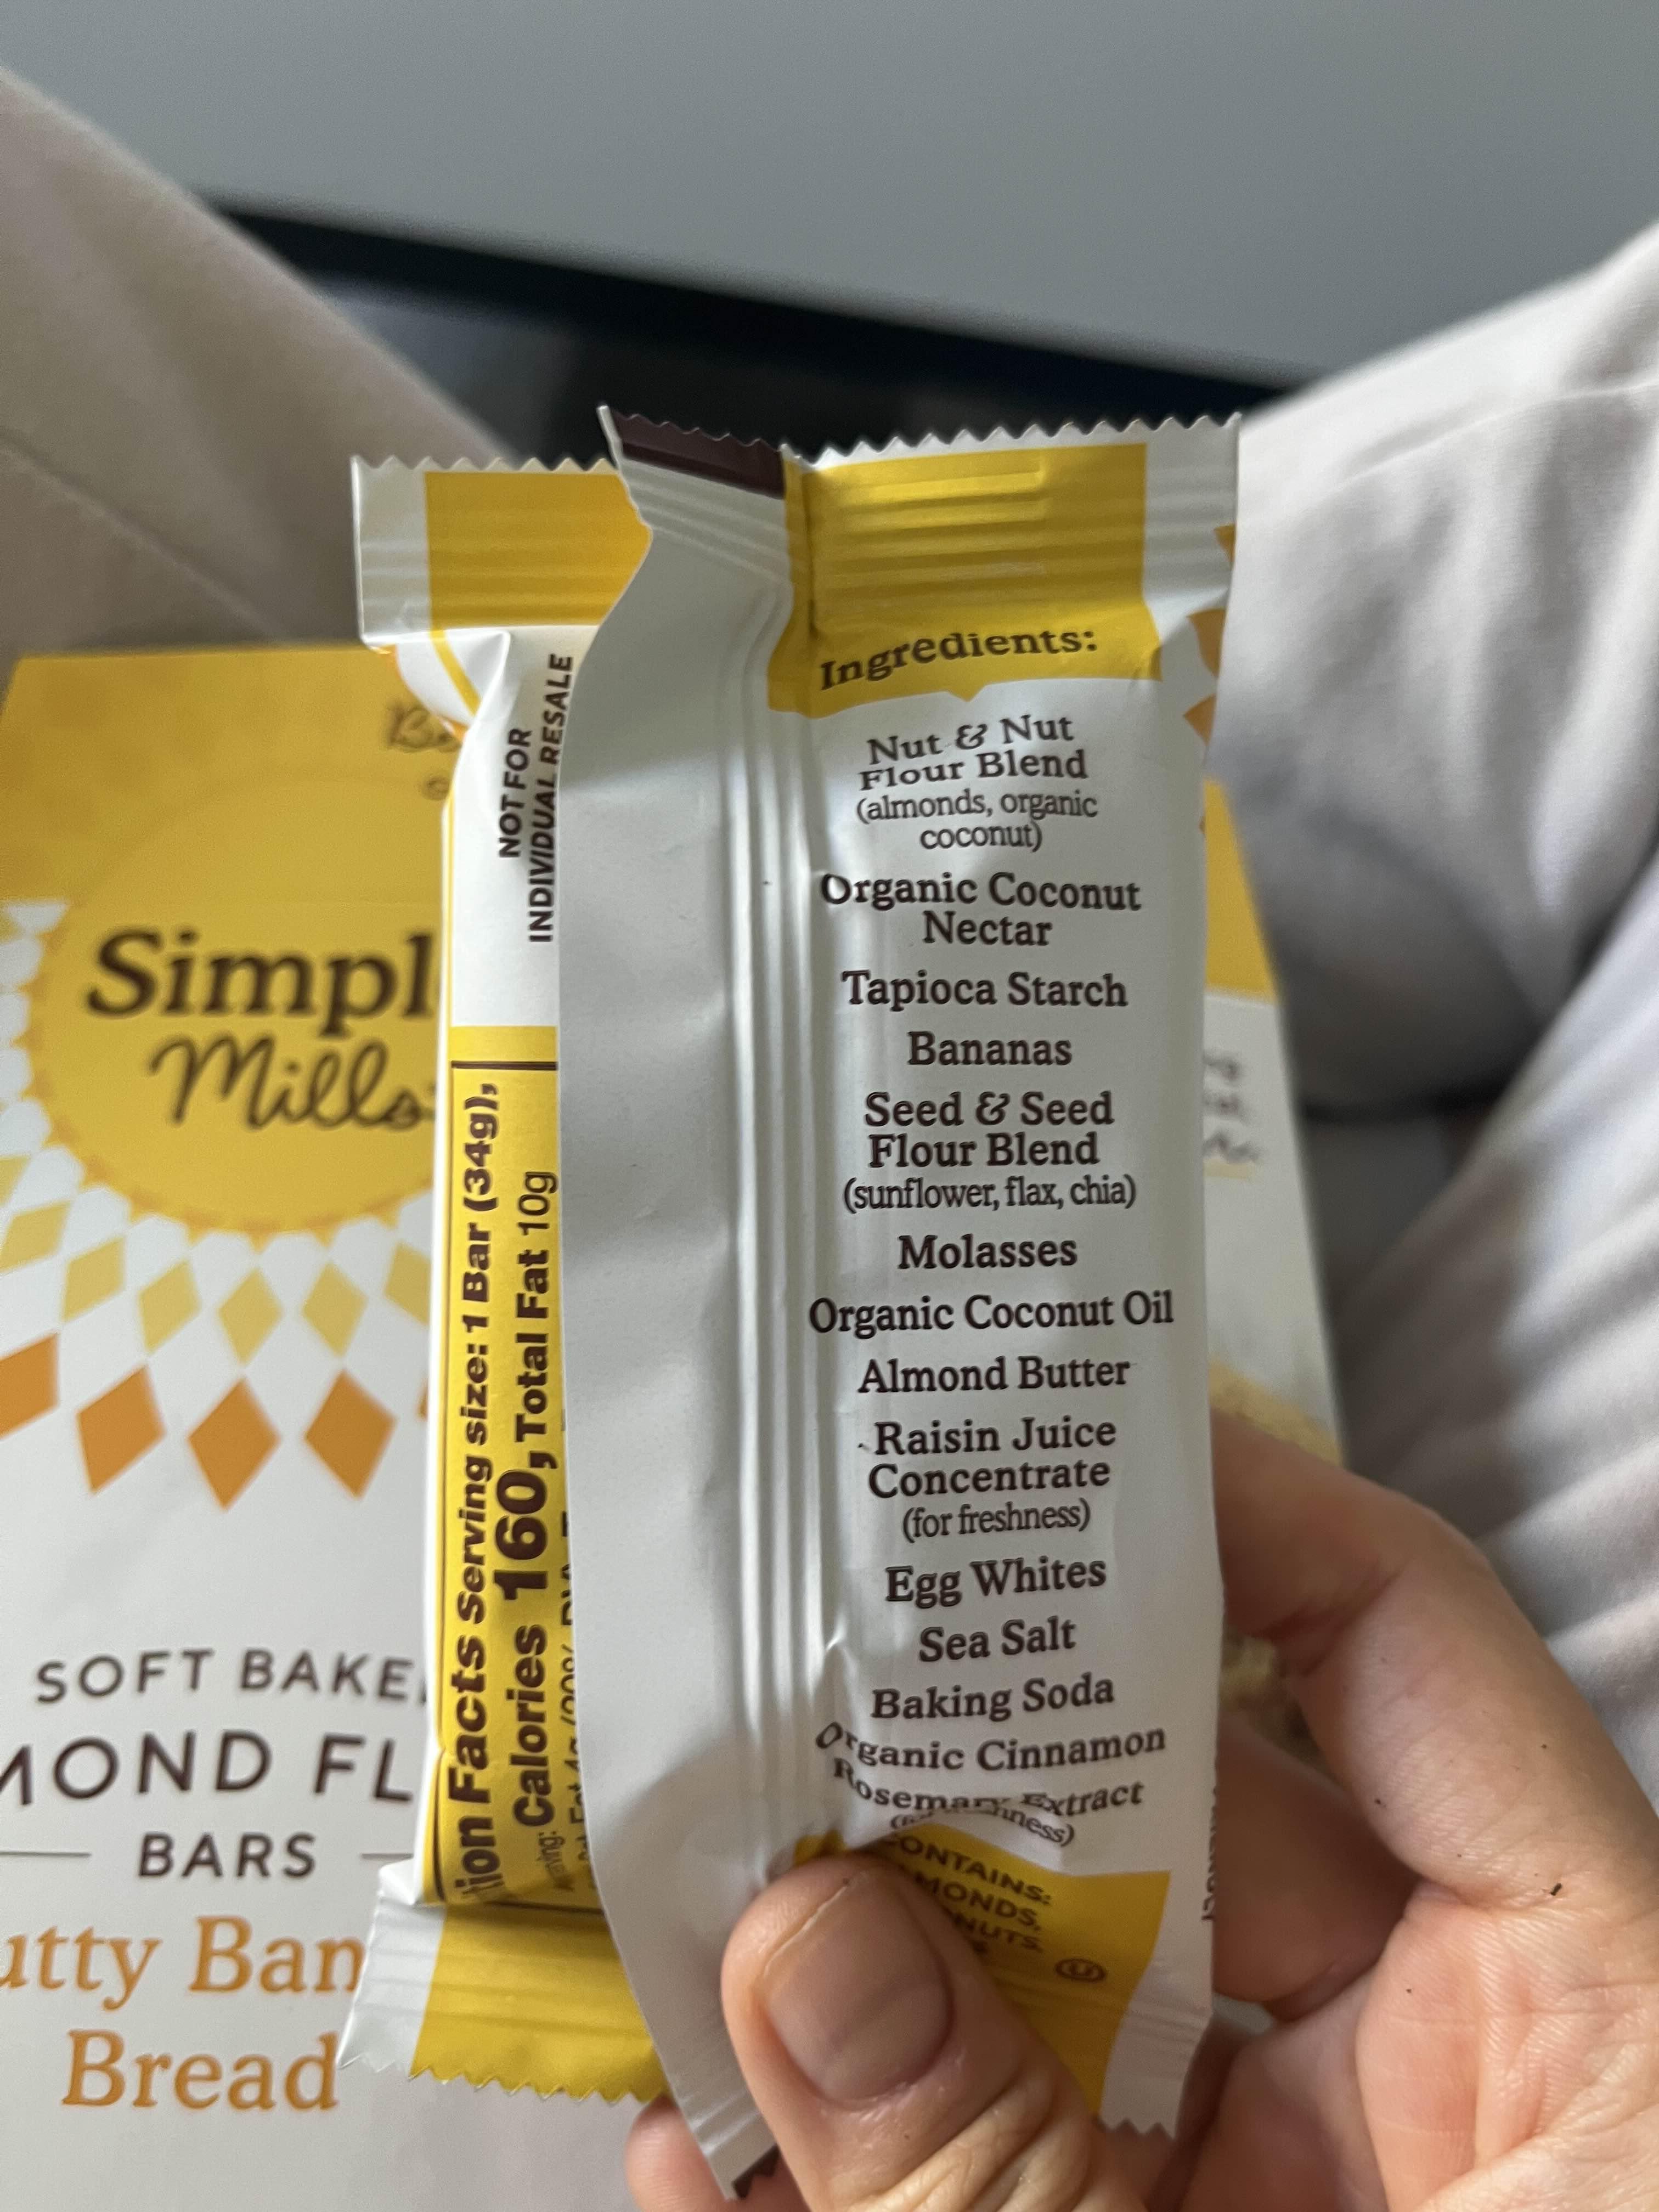 Simpl
Mills
SOFT BAKE
MOND FL
BARS
utty Ban
Bread
NOT FOR
INDIVIDUAL RESALE
tion Facts Serving size: 1 Bar (34g),
Calories 160, Total Fat 10g
Ingredients:
Nut & Nut
Flour Blend
(almonds, organic
coconut)
Organic Coconut
Nectar
Tapioca Starch
Bananas
Seed & Seed
Flour Blend
(sunflower, flax, chia)
Molasses
Organic Coconut Oil
Almond Butter
Raisin Juice
Concentrate
(for freshness)
Egg Whites
Sea Salt
Baking Soda
Organic Cinnamon
Rosemary Extract
CONTAINS:
MONDS,
NUTS,
U